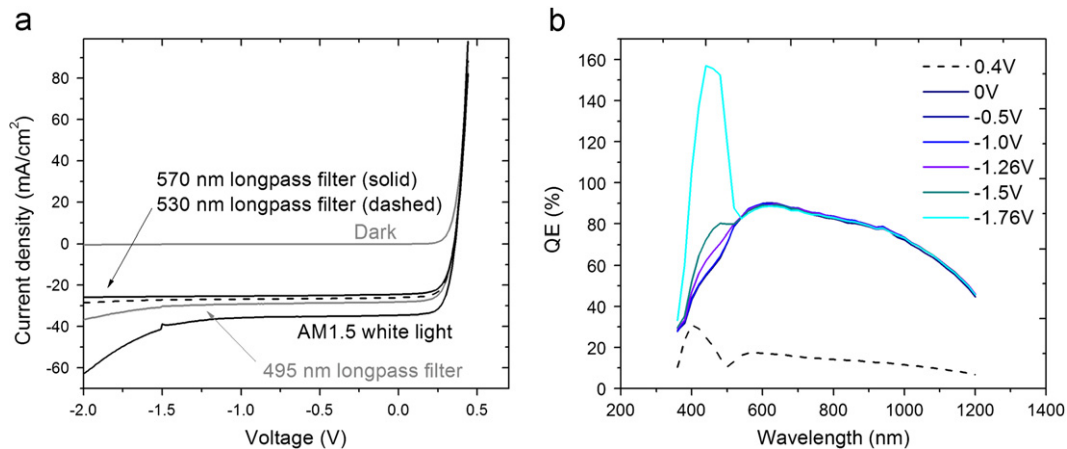 a
Current density (mA/cm²)
80
60
40
20
0
-20
-40
-60
570 nm longpass filter (solid)
530 nm longpass filter (dashed)
Dark
AM1.5 white light
495 nm longpass filter
-2.0
-1.5
-1.0
-0.5
0.0
0.5
Voltage (V)
b
QE (%)
160
140
120
100
80
60
40
20
0
0.4V
0V
-0.5V
-1.0V
-1.26V
-1.5V
-1.76V
200
400
600
800
1000
1200
1400
Wavelength (nm)